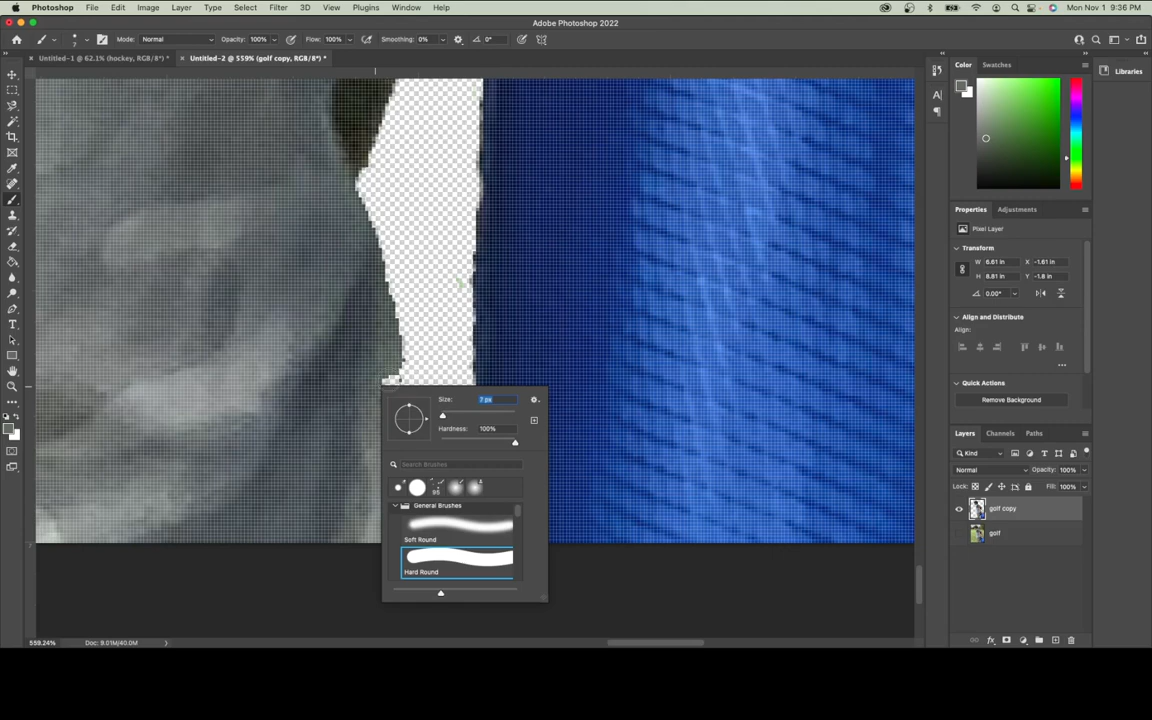 Photoshop File Edit Image Layer Type Select Filter 3D View Plugins Window Help Mon Nov 1 9:36 PM
Adobe Photoshop 2022
7 Mode: Normal Opacity: 100% Flow: 100% Smoothing: 0% 0°
Untitled-1 @ 62.1% (hockey, RGB/8*) * Untitled-2 @ 559% (golf copy, RGB/8*) *
Color Swatches
Libraries
Properties Adjustments
Pixel Layer
Transform
W 6.61 in X -1.61 in
H 8.81 in Y -1.8 in
0.00°
Align and Distribute
Align:
Quick Actions
Remove Background
Layers Channels Paths
Kind
Normal Opacity: 100%
Lock: Fill: 100%
golf copy
golf
Size: 7 px
Hardness: 100%
Search Brushes
95
General Brushes
Soft Round
Hard Round
559.24% Doc: 9.01M/40.0M